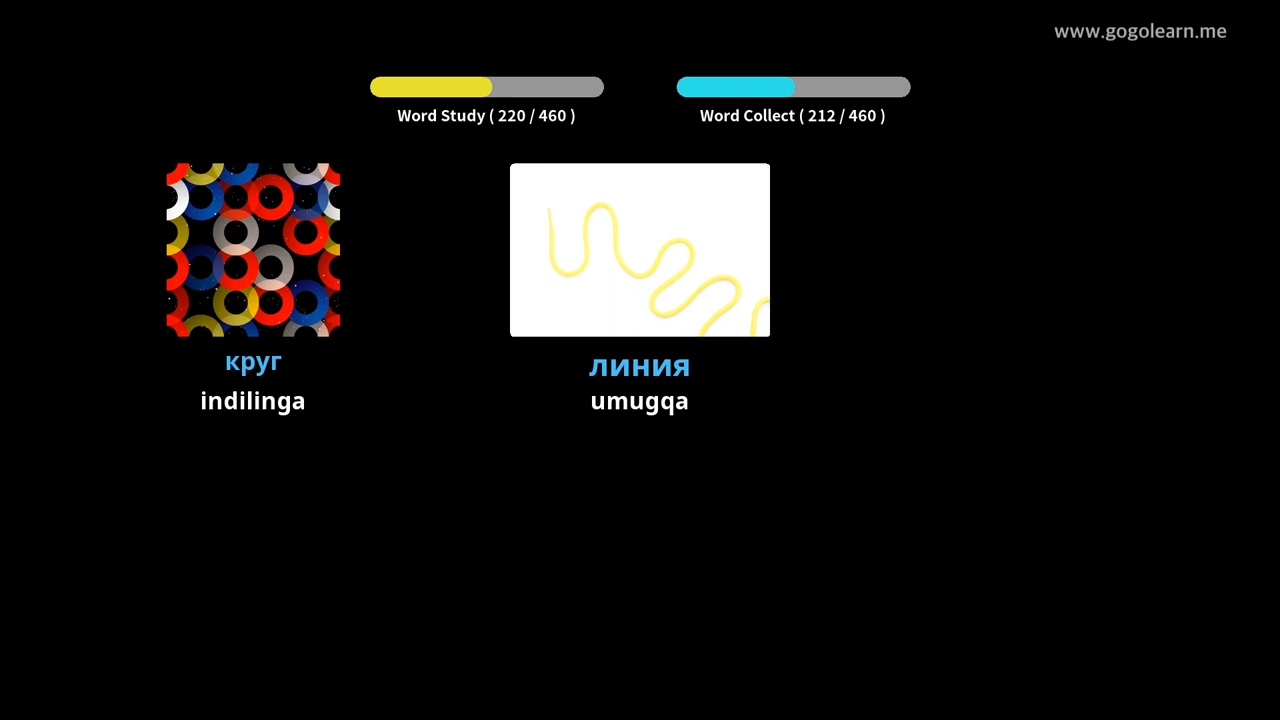 www.gogolearn.me
Word Study ( 220 / 460 )
Word Collect ( 212 / 460 )
круг
indilinga
линия
umugqa